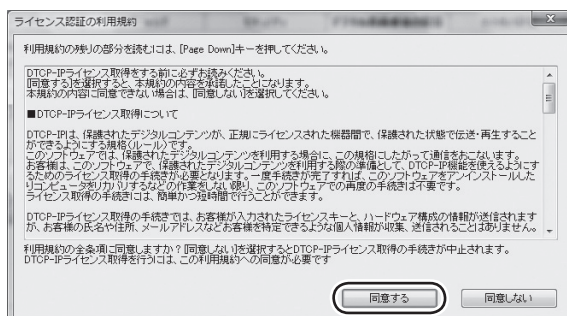 ライセンス認証の利用規約
利用規約の残りの部分を読むには、[Page Down]キーを押してください。
DTCP-IPライセンス取得をする前に必ずお読みください。
[同意する]を選択すると、本規約の内容を承諾したことになります。
本規約の内容に同意できない場合は、[同意しない]を選択してください。
■DTCP-IPライセンス取得について
DTCP-IPは、保護されたデジタルコンテンツが、正規にライセンスされた機器間で、保護された状態で伝送・再生すること
ができるようにする規格(ルール)です。
このソフトウェアでは、保護されたデジタルコンテンツを利用する場合に、この規格にしたがって通信をおこないます。
お客様は、このソフトウェアで、保護されたデジタルコンテンツを利用する際の準備として、DTCP-IP機能を使えるようにす
るためのライセンス取得の手続きが必要となります。一度手続きが完了すれば、このソフトウェアをアンインストールした
りコンピュータをリカバリするなどの作業をしない限り、このソフトウェアでの再度の手続きは不要です。
ライセンス取得の手続きには、簡単かつ短時間で行うことができます。
DTCP-IPライセンス取得の手続きでは、お客様が入力されたライセンスキーと、ハードウェア構成の情報が送信されます
が、お客様の氏名や住所、メールアドレスなどお客様を特定できるような個人情報が収集、送信されることはありません。
利用規約の全条項に同意しますか？[同意しない]を選択するとDTCP-IPライセンス取得の手続きが中止されます。
DTCP-IPライセンス取得を行うには、この利用規約への同意が必要です
同意する
同意しない